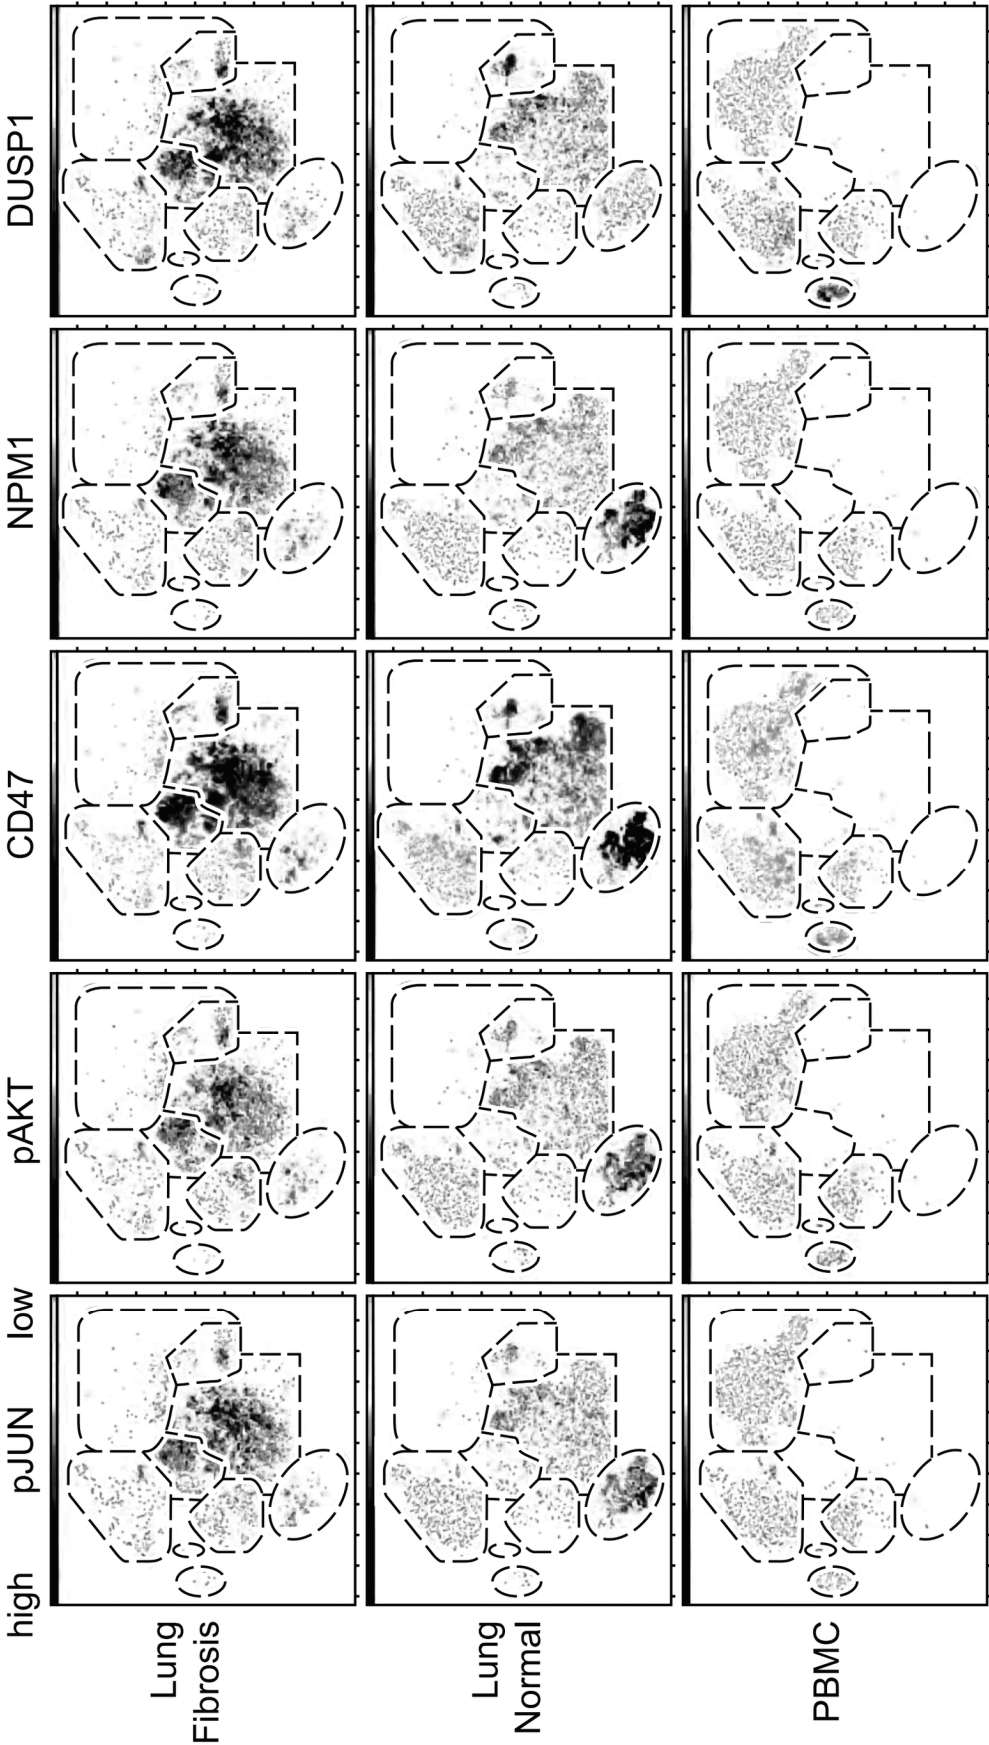 high pJUN low pAKT CD47 NPM1 DUSP1
Lung
Fibrosis
Lung
Normal
PBMC